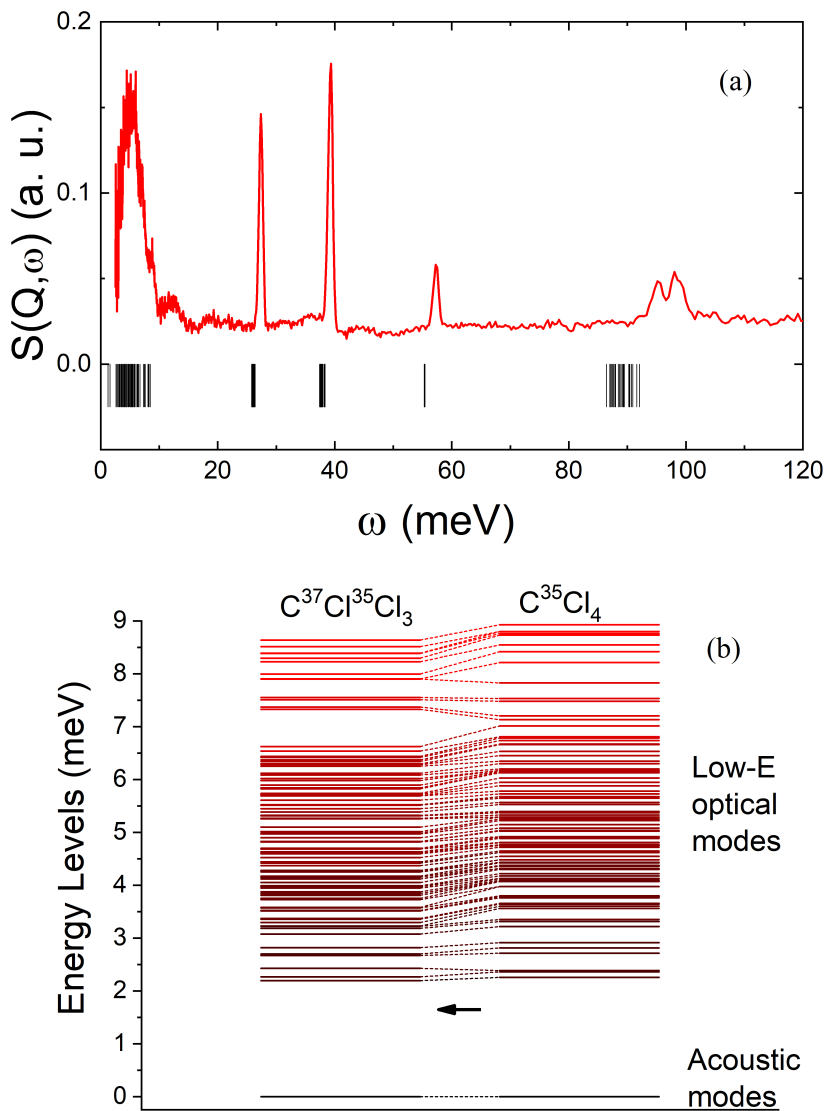 0.2
(a)
0.1
0.0
S(Q,ω) (a. u.)
0 20 40 60 80 100 120
ω (meV)
C³⁷Cl³⁵Cl₃ C³⁵Cl₄
9
(b)
8
7
6
Low-E
optical
modes
5
4
3
2
1
0
Energy Levels (meV)
Acoustic
modes